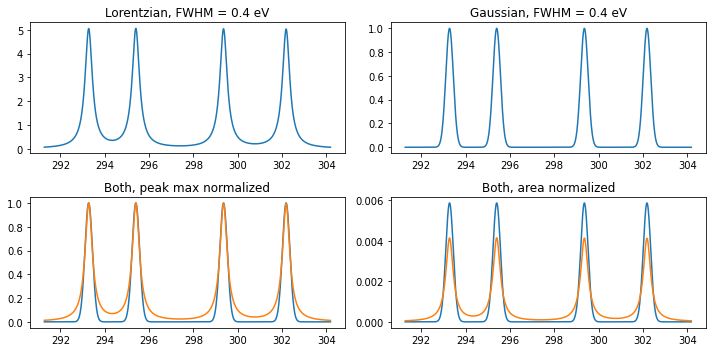 Lorentzian, FWHM = 0.4 eV
5
4
3
2
1
0
292 294 296 298 300 302 304
Gaussian, FWHM = 0.4 eV
1.0
0.8
0.6
0.4
0.2
0.0
292 294 296 298 300 302 304
Both, peak max normalized
1.0
0.8
0.6
0.4
0.2
0.0
292 294 296 298 300 302 304
Both, area normalized
0.006
0.004
0.002
0.000
292 294 296 298 300 302 304